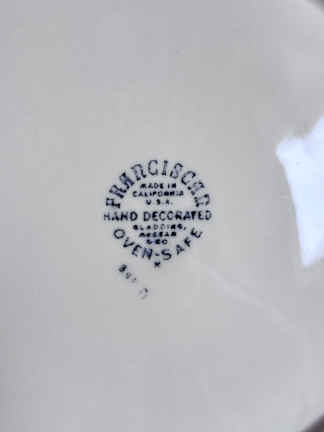 FRANCISCAN
MADE IN
CALIFORNIA
U.S.A.
HAND DECORATED
GLADDING,
McBEAN
& CO
OVEN-SAFE